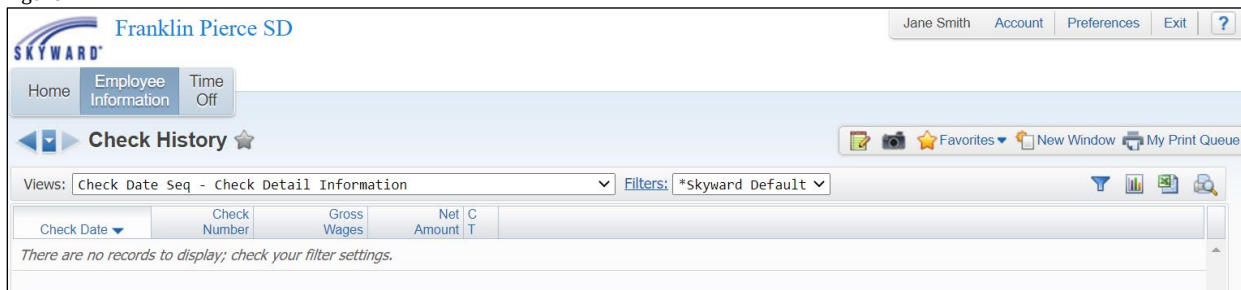 Franklin Pierce SD
SKYWARD
Jane Smith Account Preferences Exit ?
Home Employee Information Time Off
Check History
Favorites New Window My Print Queue
Views: Check Date Seq - Check Detail Information Filters: *Skyward Default
Check Date Check Number Gross Wages Net Amount C T
There are no records to display; check your filter settings.